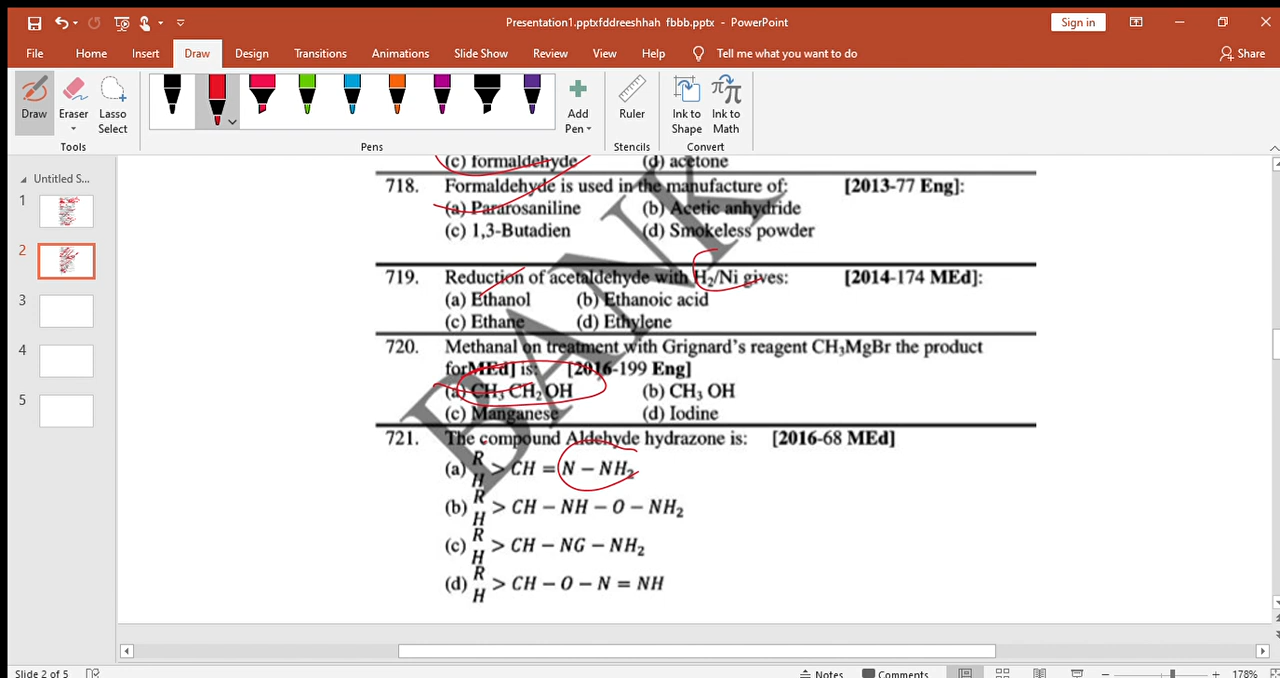 Presentation1.pptxfddreeshhah fbbb.pptx - PowerPoint
Sign in
File Home Insert Draw Design Transitions Animations Slide Show Review View Help Tell me what you want to do Share
Draw Eraser Lasso Select Add Pen Ruler Ink to Shape Ink to Math
Tools Pens Stencils Convert
Untitled S...
1
2
3
4
5
(c) formaldehyde (d) acetone
718. Formaldehyde is used in the manufacture of: [2013-77 Eng]:
(a) Pararosaniline (b) Acetic anhydride
(c) 1,3-Butadien (d) Smokeless powder
719. Reduction of acetaldehyde with H₂/Ni gives: [2014-174 MEd]:
(a) Ethanol (b) Ethanoic acid
(c) Ethane (d) Ethylene
720. Methanal on treatment with Grignard's reagent CH₃MgBr the product
forMEd] is: [2016-199 Eng]
(a) CH₃ CH₂ OH (b) CH₃ OH
(c) Manganese (d) Iodine
721. The compound Aldehyde hydrazone is: [2016-68 MEd]
(a) R H > CH = N – NH₂
(b) R H > CH – NH – O – NH₂
(c) R H > CH – NG – NH₂
(d) R H > CH – O – N = NH
BANK
Slide 2 of 5 Notes Comments 178%